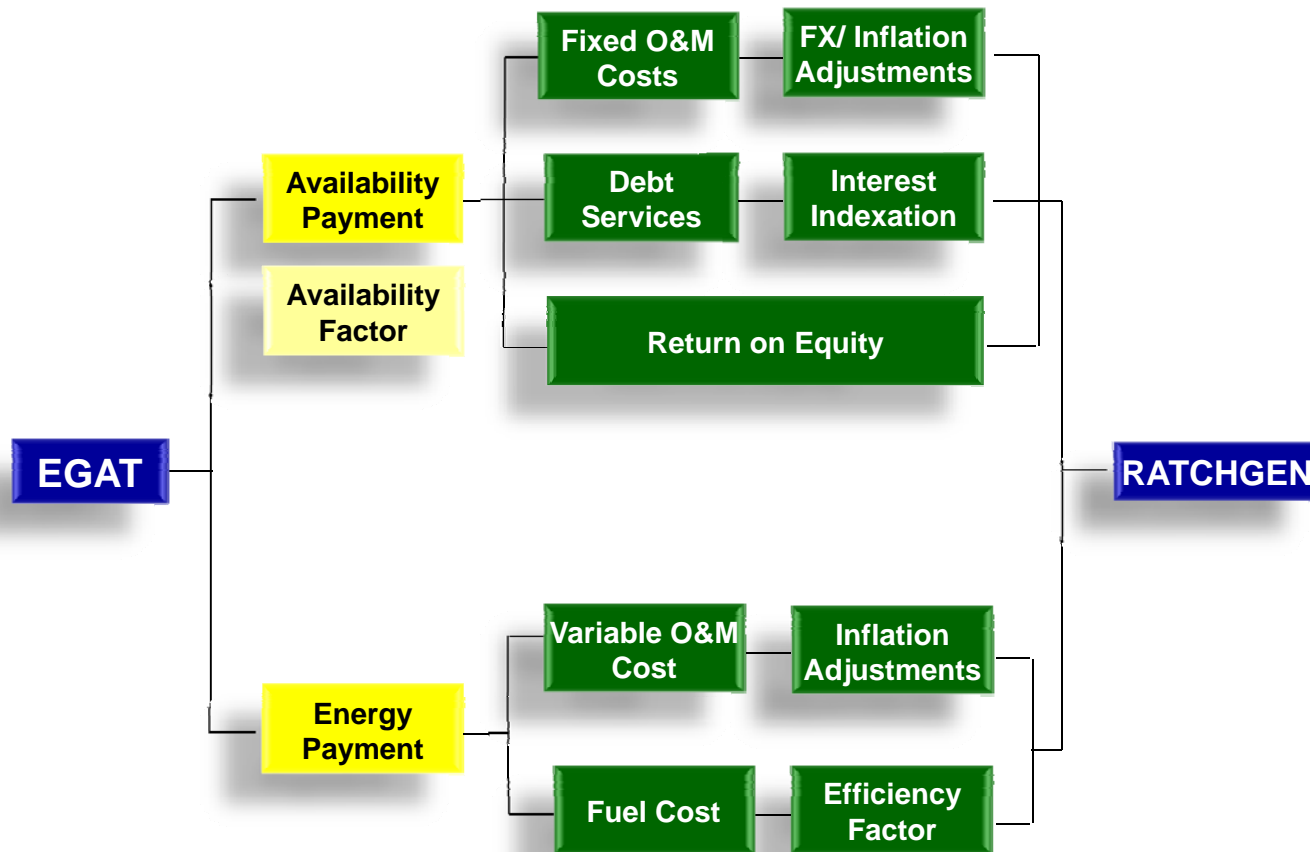 EGAT
Availability
Payment
Availability
Factor
Fixed O&M
Costs
FX/ Inflation
Adjustments
Debt
Services
Interest
Indexation
Return on Equity
Energy
Payment
Variable O&M
Cost
Inflation
Adjustments
Fuel Cost
Efficiency
Factor
RATCHGEN